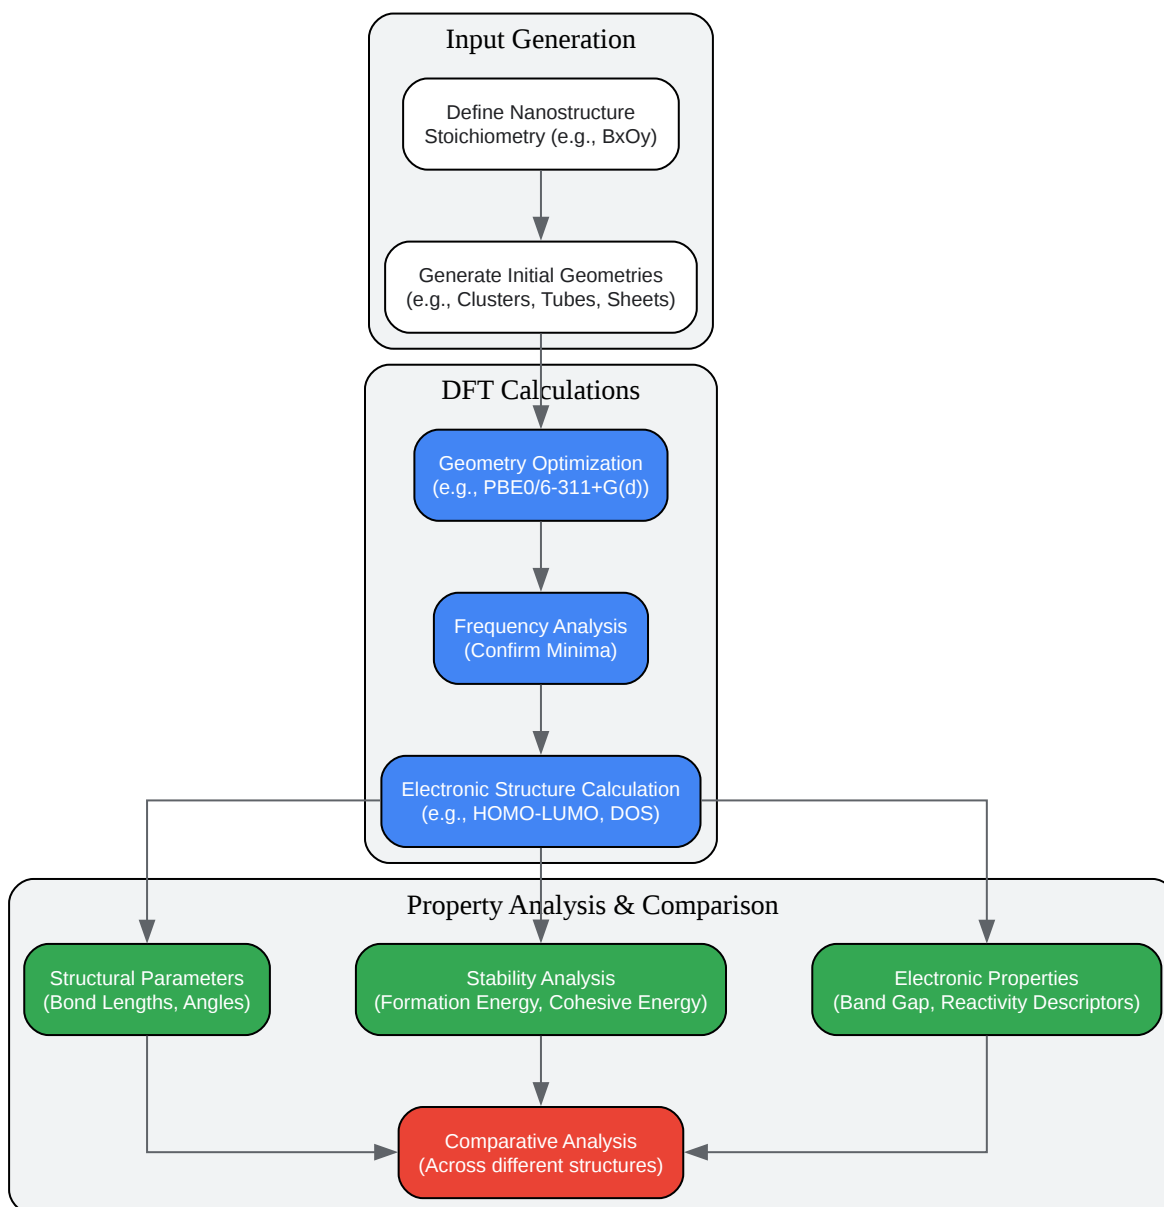 Input Generation
Define Nanostructure
Stoichiometry (e.g., BxOy)
Generate Initial Geometries
(e.g., Clusters, Tubes, Sheets)
DFT Calculations
Geometry Optimization
(e.g., PBE0/6-311+G(d))
Frequency Analysis
(Confirm Minima)
Electronic Structure Calculation
(e.g., HOMO-LUMO, DOS)
Property Analysis & Comparison
Structural Parameters
(Bond Lengths, Angles)
Stability Analysis
(Formation Energy, Cohesive Energy)
Electronic Properties
(Band Gap, Reactivity Descriptors)
Comparative Analysis
(Across different structures)